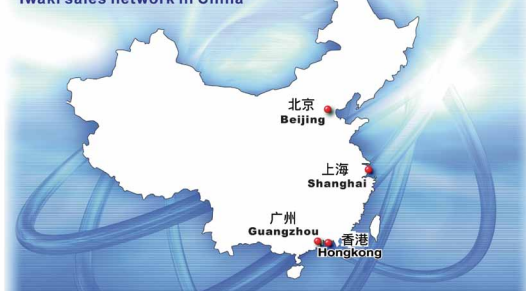 Iwaki sales network in China
北京
Beijing
上海
Shanghai
广州
Guangzhou
香港
Hongkong